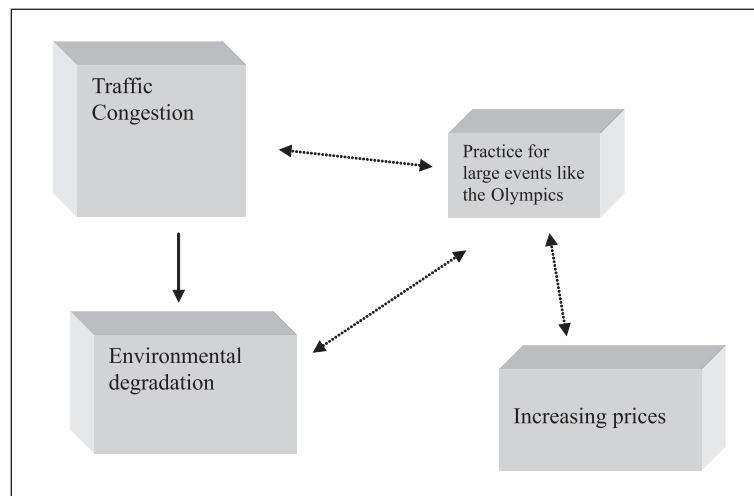 Traffic
Congestion
Practice for
large events like
the Olympics
Environmental
degradation
Increasing prices